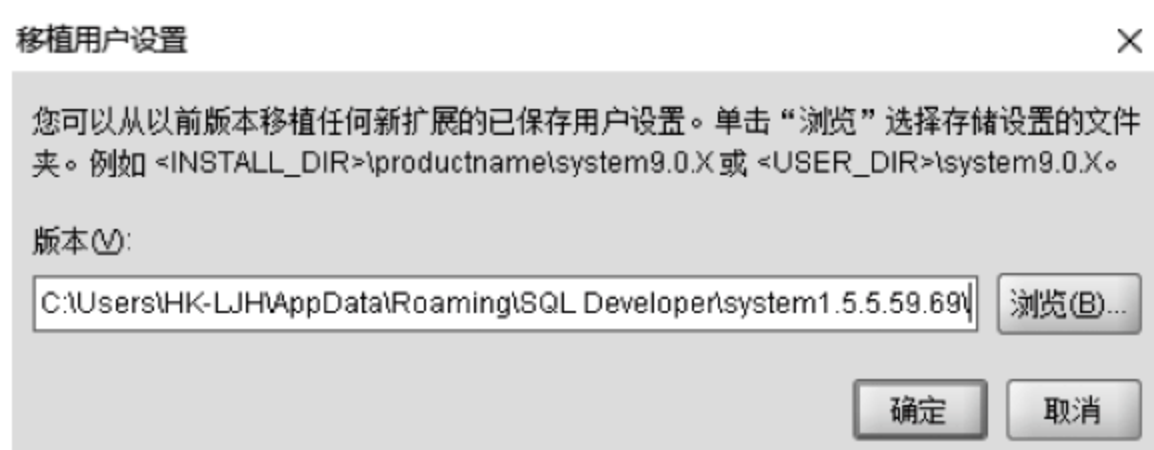 移植用户设置
您可以从以前版本移植任何新扩展的已保存用户设置。单击“浏览”选择存储设置的文件
夹。例如 <INSTALL_DIR>\productname\system9.0.X 或 <USER_DIR>\system9.0.X。
版本(V):
C:\Users\HK-LJH\AppData\Roaming\SQL Developer\system1.5.5.59.69\
浏览(B)...
确定
取消